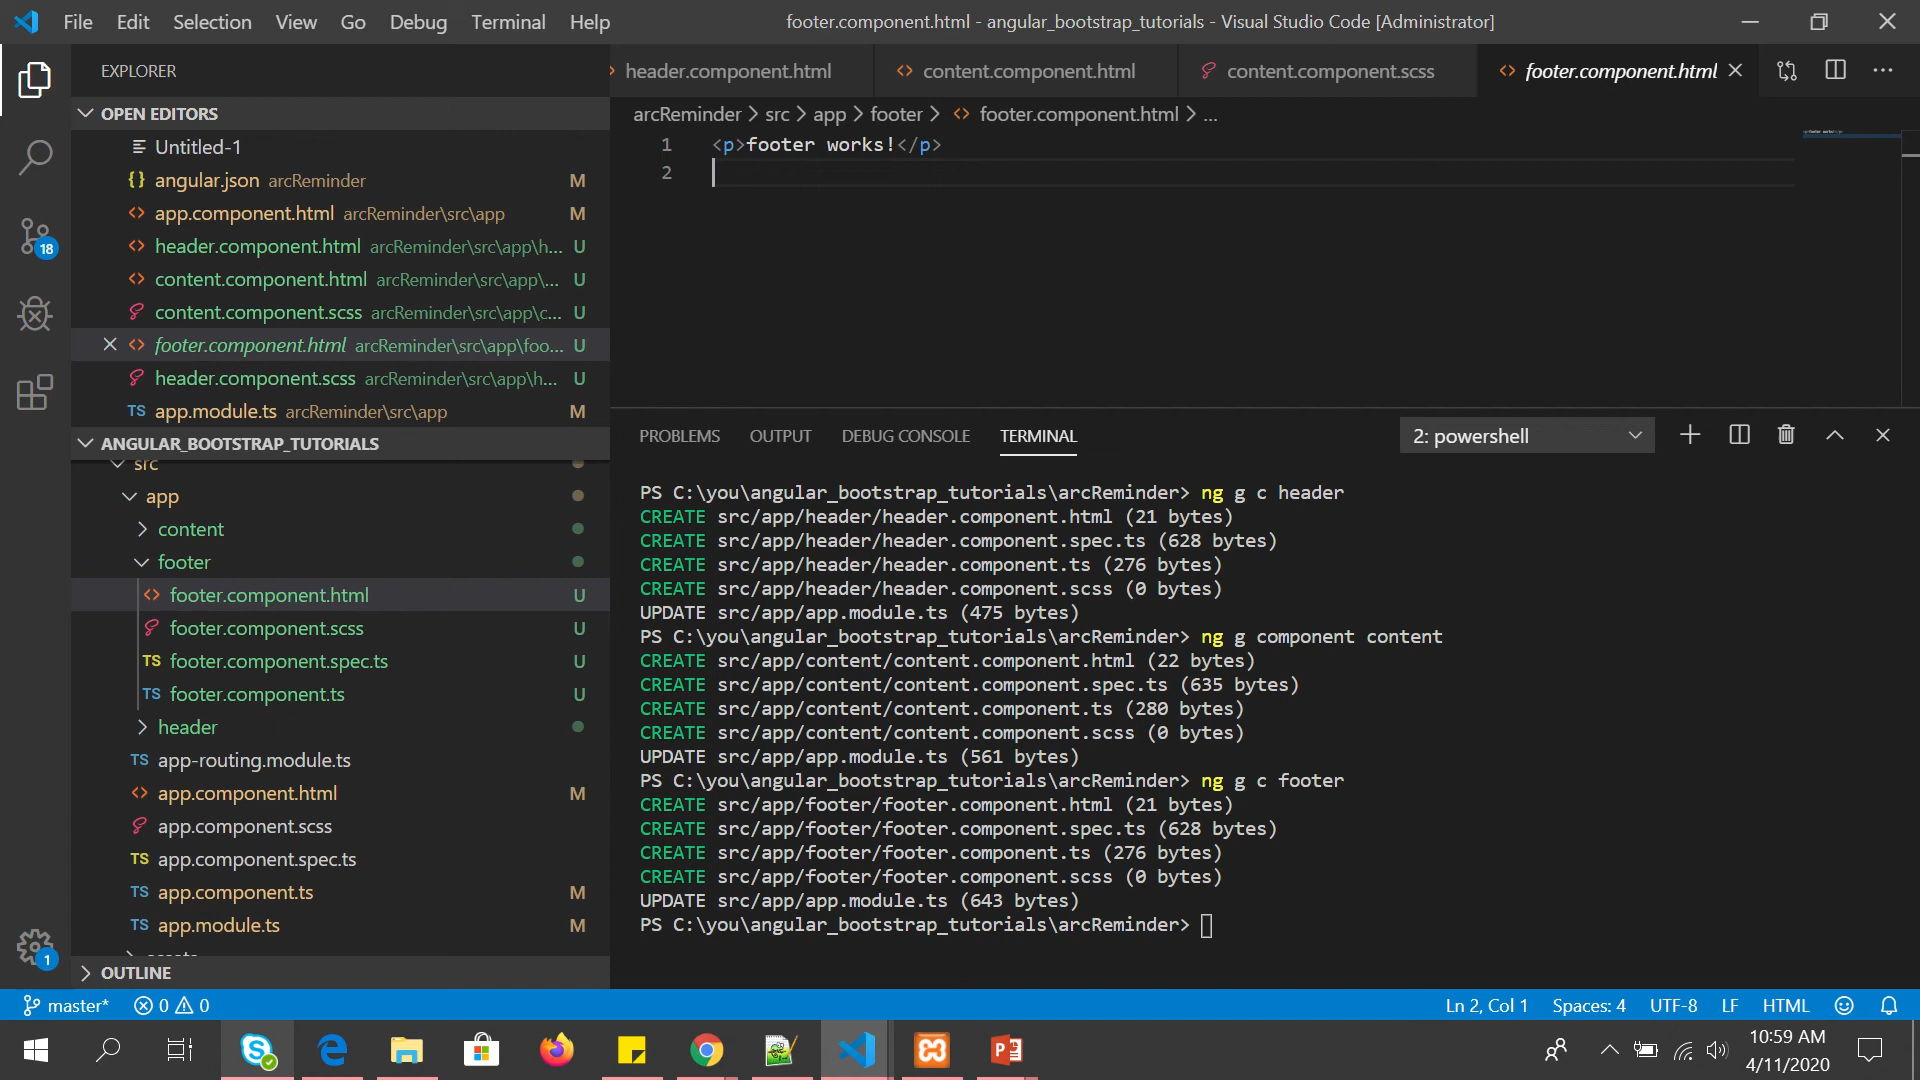 File Edit Selection View Go Debug Terminal Help
footer.component.html - angular_bootstrap_tutorials - Visual Studio Code [Administrator]
EXPLORER
OPEN EDITORS
Untitled-1
angular.json arcReminder M
app.component.html arcReminder\src\app M
header.component.html arcReminder\src\app\h... U
content.component.html arcReminder\src\app\... U
content.component.scss arcReminder\src\app\c... U
footer.component.html arcReminder\src\app\foo... U
header.component.scss arcReminder\src\app\h... U
TS app.module.ts arcReminder\src\app M
ANGULAR_BOOTSTRAP_TUTORIALS
src
app
content
footer
footer.component.html U
footer.component.scss U
TS footer.component.spec.ts U
TS footer.component.ts U
header
TS app-routing.module.ts
app.component.html M
app.component.scss
TS app.component.spec.ts
TS app.component.ts M
TS app.module.ts M
OUTLINE
18
1
header.component.html content.component.html content.component.scss footer.component.html
arcReminder > src > app > footer > footer.component.html > ...
1 <p>footer works!</p>
2
PROBLEMS OUTPUT DEBUG CONSOLE TERMINAL
2: powershell
PS C:\you\angular_bootstrap_tutorials\arcReminder> ng g c header
CREATE src/app/header/header.component.html (21 bytes)
CREATE src/app/header/header.component.spec.ts (628 bytes)
CREATE src/app/header/header.component.ts (276 bytes)
CREATE src/app/header/header.component.scss (0 bytes)
UPDATE src/app/app.module.ts (475 bytes)
PS C:\you\angular_bootstrap_tutorials\arcReminder> ng g component content
CREATE src/app/content/content.component.html (22 bytes)
CREATE src/app/content/content.component.spec.ts (635 bytes)
CREATE src/app/content/content.component.ts (280 bytes)
CREATE src/app/content/content.component.scss (0 bytes)
UPDATE src/app/app.module.ts (561 bytes)
PS C:\you\angular_bootstrap_tutorials\arcReminder> ng g c footer
CREATE src/app/footer/footer.component.html (21 bytes)
CREATE src/app/footer/footer.component.spec.ts (628 bytes)
CREATE src/app/footer/footer.component.ts (276 bytes)
CREATE src/app/footer/footer.component.scss (0 bytes)
UPDATE src/app/app.module.ts (643 bytes)
PS C:\you\angular_bootstrap_tutorials\arcReminder>
master* 0 0
Ln 2, Col 1 Spaces: 4 UTF-8 LF HTML
10:59 AM
4/11/2020